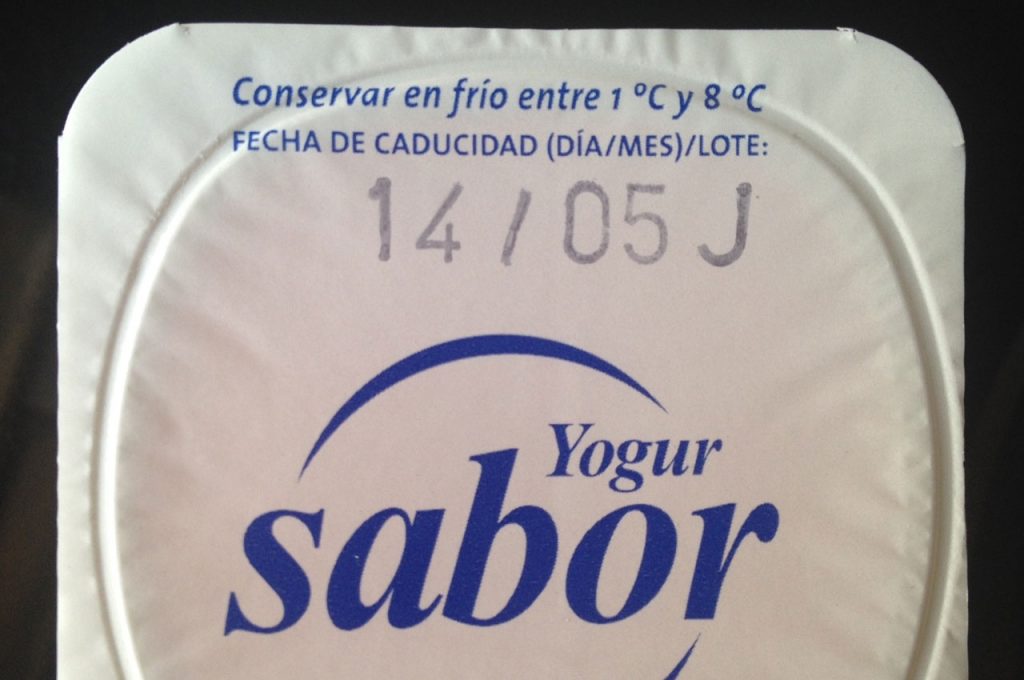 Conservar en frío entre 1 ºC y 8 ºC
FECHA DE CADUCIDAD (DÍA/MES)/LOTE:
14 / 05 J
Yogur
sabor